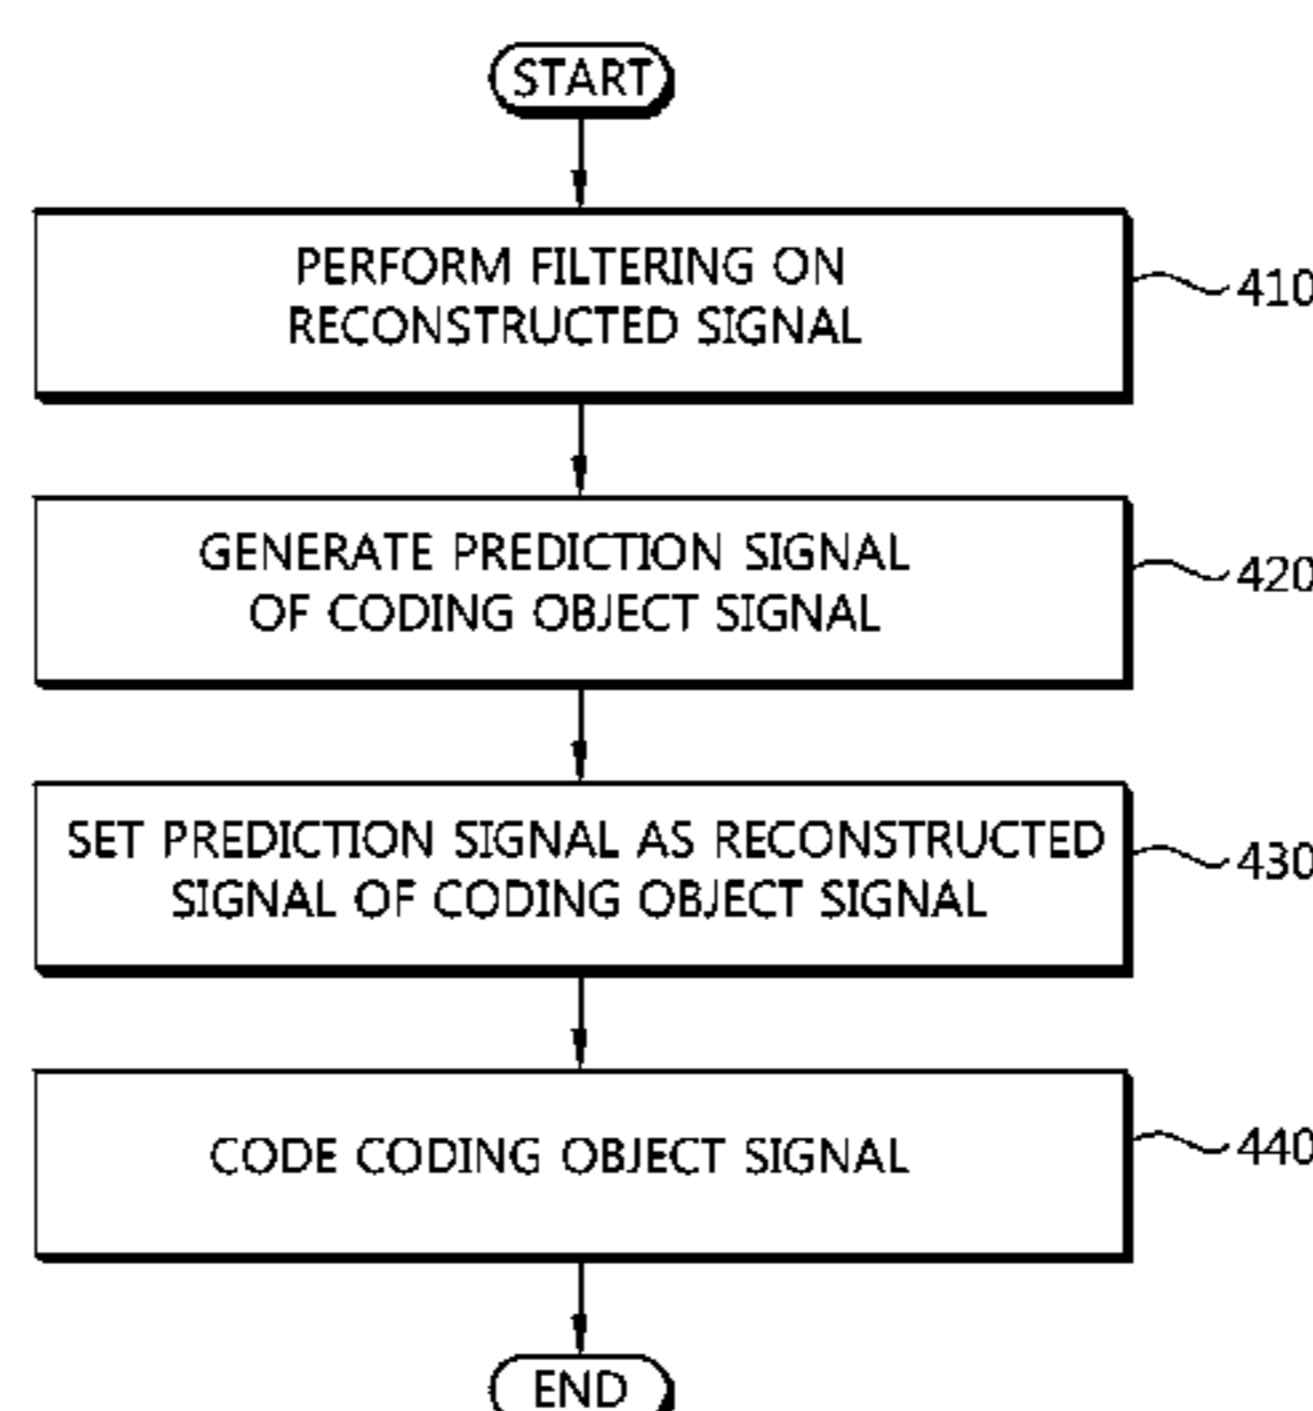 START
PERFORM FILTERING ON
RECONSTRUCTED SIGNAL
410
GENERATE PREDICTION SIGNAL
OF CODING OBJECT SIGNAL
420
SET PREDICTION SIGNAL AS RECONSTRUCTED
SIGNAL OF CODING OBJECT SIGNAL
430
CODE CODING OBJECT SIGNAL
440
END